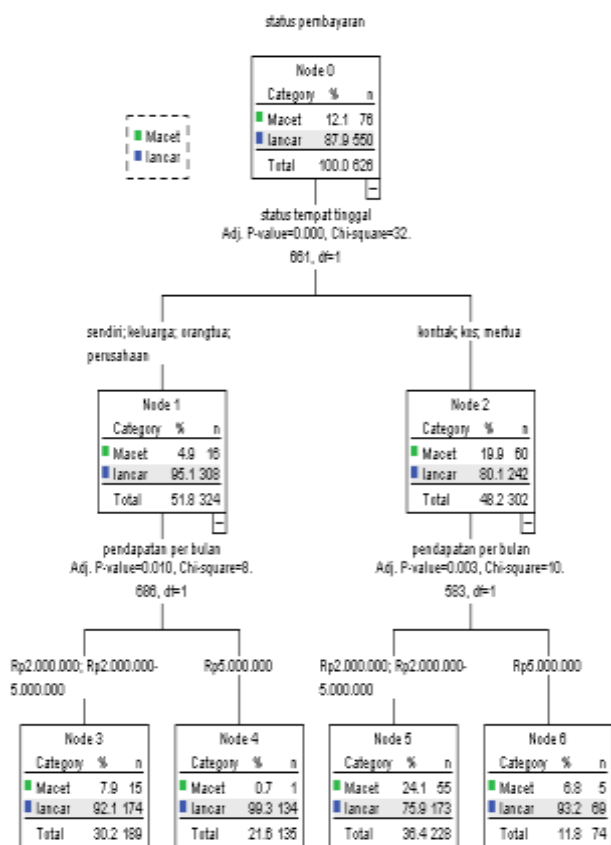 status pembayaran
Node 0
Category % n
Macet 12.1 76
lancar 87.9 550
Total 100.0 626
Macet
lancar
status tempat tinggal
Adj. P-value=0.000, Chi-square=32.
661, df=1
sendiri; keluarga; orangtua;
perusahaan
kontrak; kos; mertua
Node 1
Category % n
Macet 4.9 16
lancar 95.1 308
Total 51.8 324
Node 2
Category % n
Macet 19.9 60
lancar 80.1 242
Total 48.2 302
pendapatan per bulan
Adj. P-value=0.010, Chi-square=8.
686, df=1
pendapatan per bulan
Adj. P-value=0.003, Chi-square=10.
583, df=1
Rp2.000.000; Rp2.000.000-
5.000.000
Rp5.000.000
Rp2.000.000; Rp2.000.000-
5.000.000
Rp5.000.000
Node 3
Category % n
Macet 7.9 15
lancar 92.1 174
Total 30.2 189
Node 4
Category % n
Macet 0.7 1
lancar 99.3 134
Total 21.6 135
Node 5
Category % n
Macet 24.1 55
lancar 75.9 173
Total 36.4 228
Node 6
Category % n
Macet 6.8 5
lancar 93.2 69
Total 11.8 74